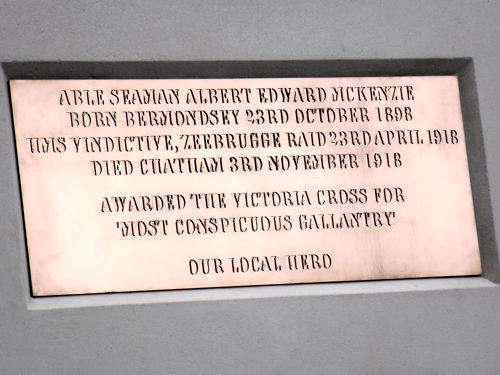 ABLE SEAMAN ALBERT EDWARD MCKENZIE
BORN BERMONDSEY 23RD OCTOBER 1898
HMS VINDICTIVE, ZEEBRUGGE RAID 23RD APRIL 1918
DIED CHATHAM 3RD NOVEMBER 1918
AWARDED THE VICTORIA CROSS FOR
'MOST CONSPICUOUS GALLANTRY'
OUR LOCAL HERO